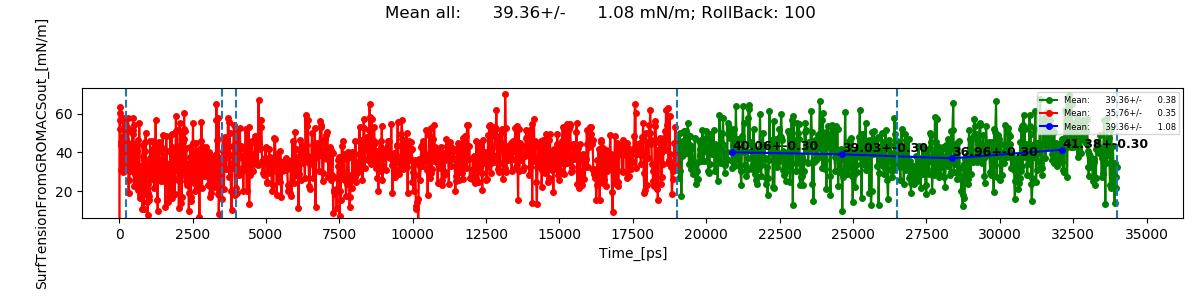 Mean all:      39.36+/-      1.08 mN/m; RollBack: 100
SurfTensionFromGROMACSout_[mN/m]
60
40
20
Mean:      39.36+/-      0.38
Mean:      35.76+/-      0.35
Mean:      39.36+/-      1.08
40.06+-0.30
39.03+-0.30
36.96+-0.30
41.38+-0.30
0 2500 5000 7500 10000 12500 15000 17500 20000 22500 25000 27500 30000 32500 35000
Time_[ps]